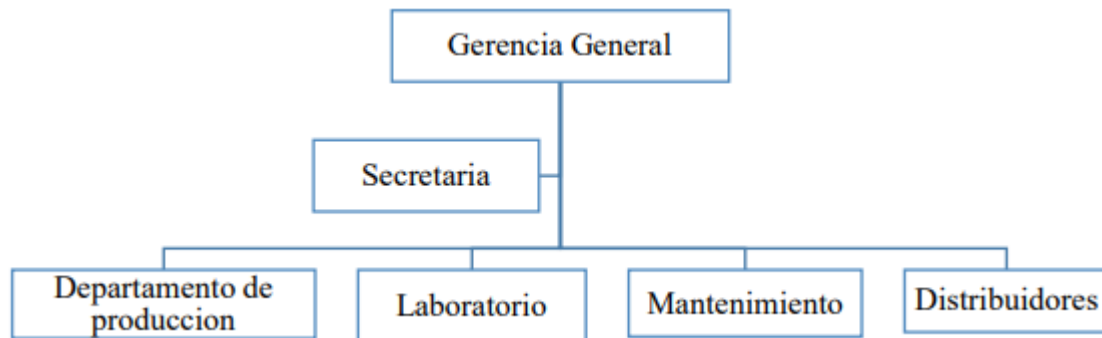 Gerencia General
Secretaria
Departamento de
produccion
Laboratorio
Mantenimiento
Distribuidores